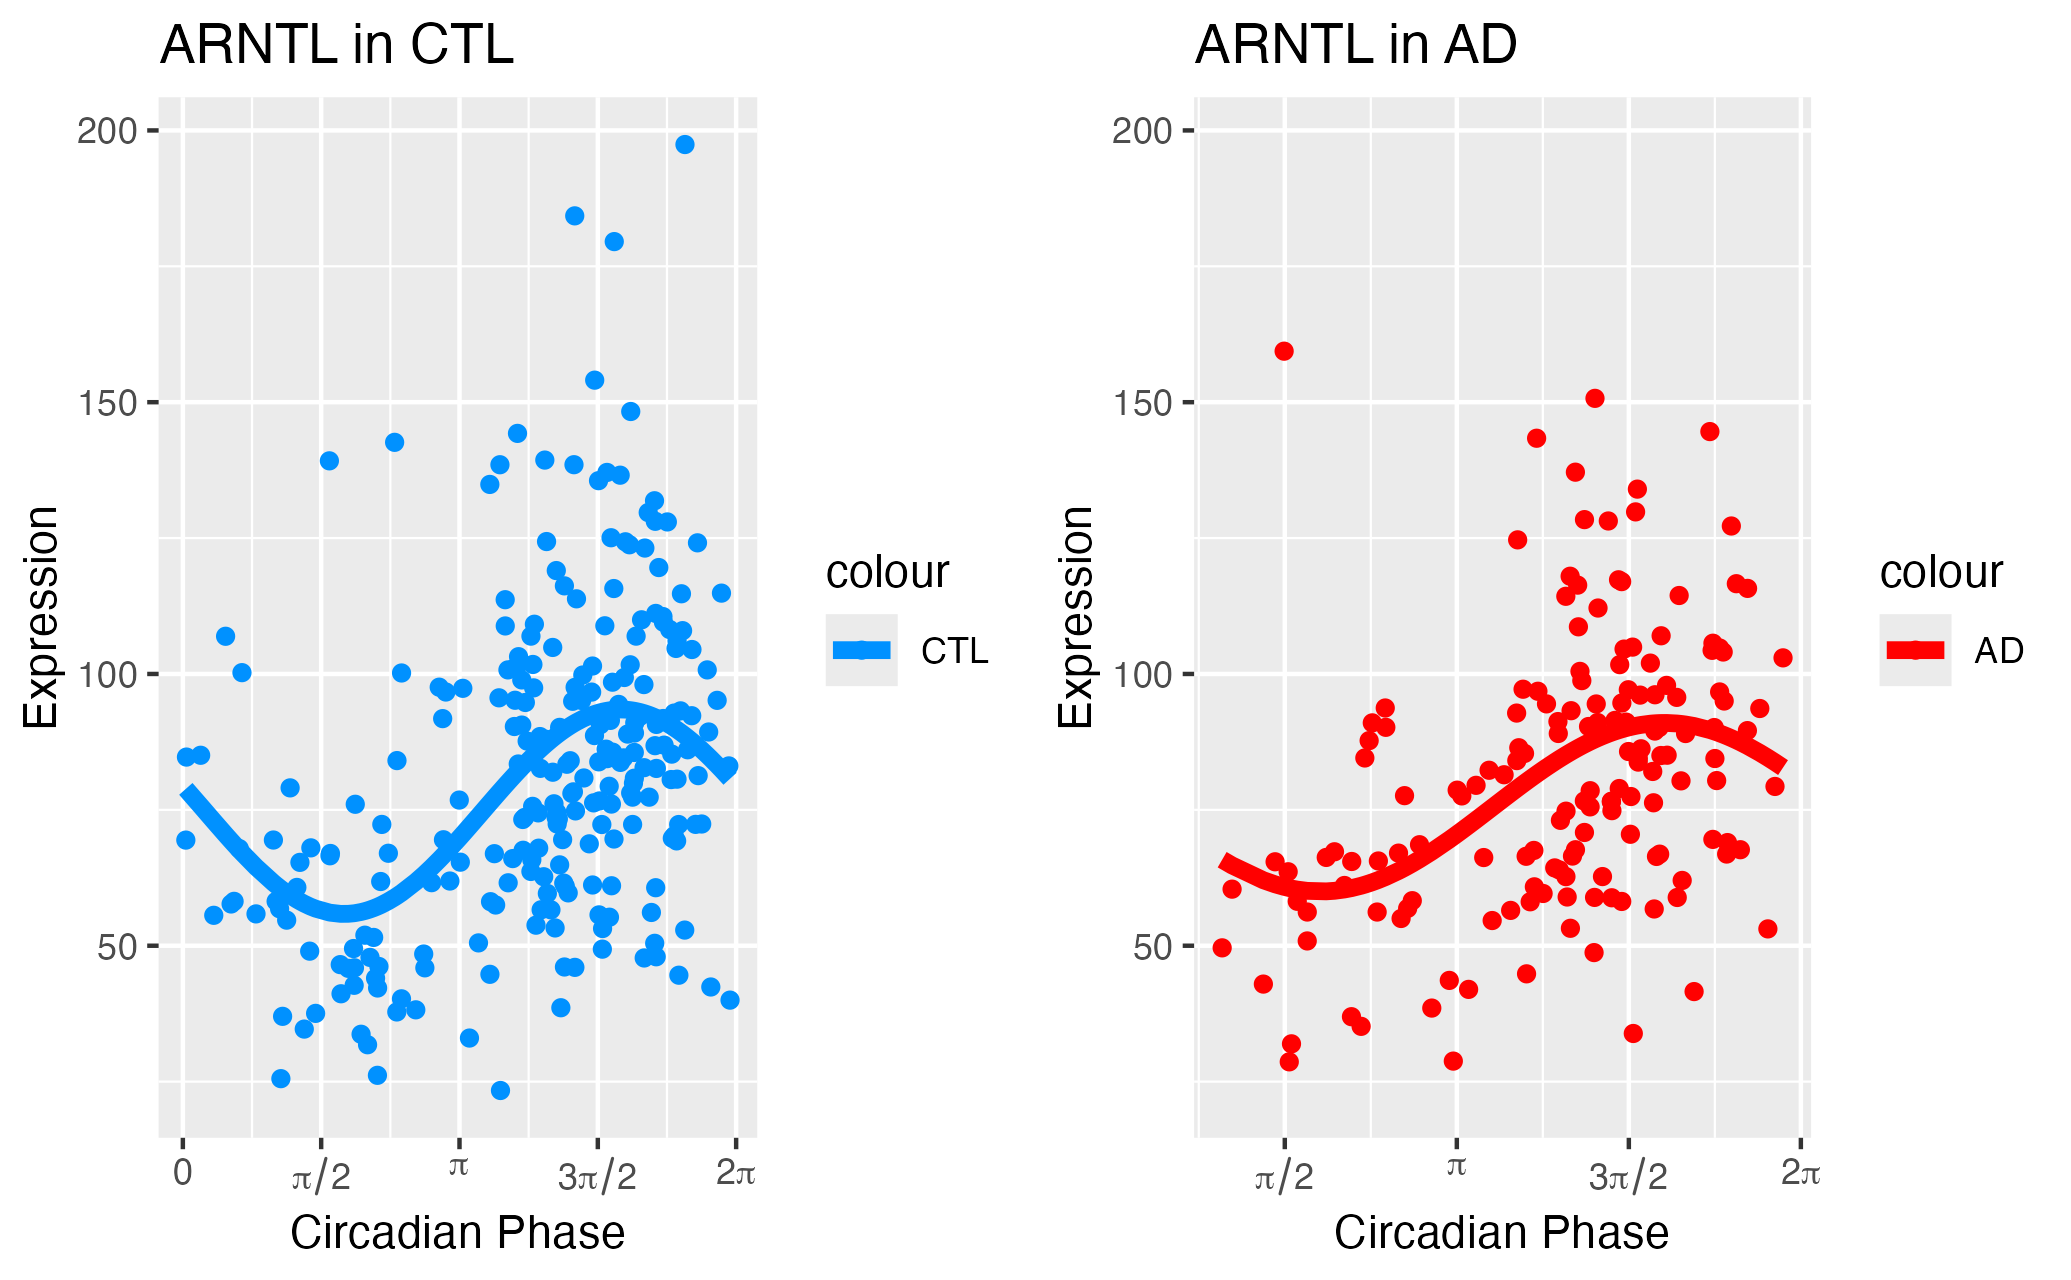 ARNTL in CTL
200
150
100
50
Expression
0
π/2
π
3π/2
2π
Circadian Phase
colour
CTL
ARNTL in AD
200
150
100
50
Expression
π/2
π
3π/2
2π
Circadian Phase
colour
AD